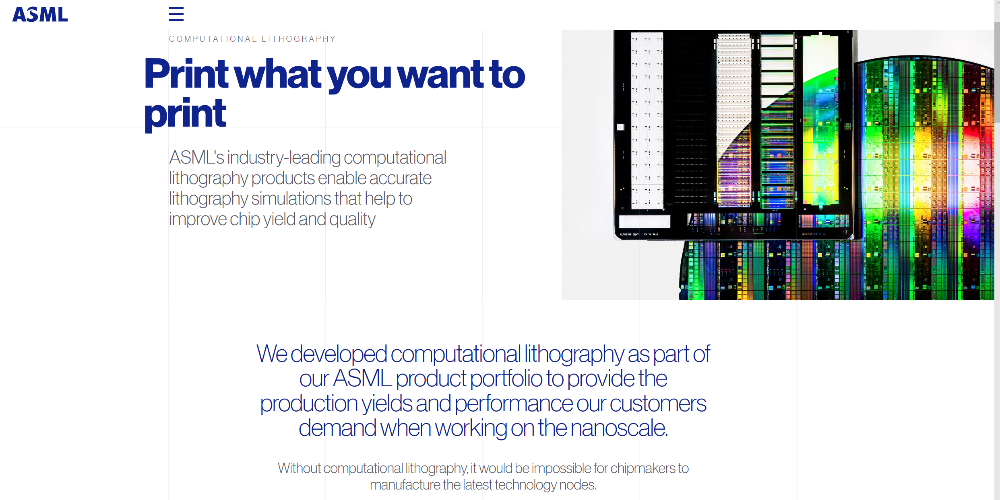 ASML
COMPUTATIONAL LITHOGRAPHY
Print what you want to
print
ASML's industry-leading computational
lithography products enable accurate
lithography simulations that help to
improve chip yield and quality
We developed computational lithography as part of
our ASML product portfolio to provide the
production yields and performance our customers
demand when working on the nanoscale.
Without computational lithography, it would be impossible for chipmakers to
manufacture the latest technology nodes.